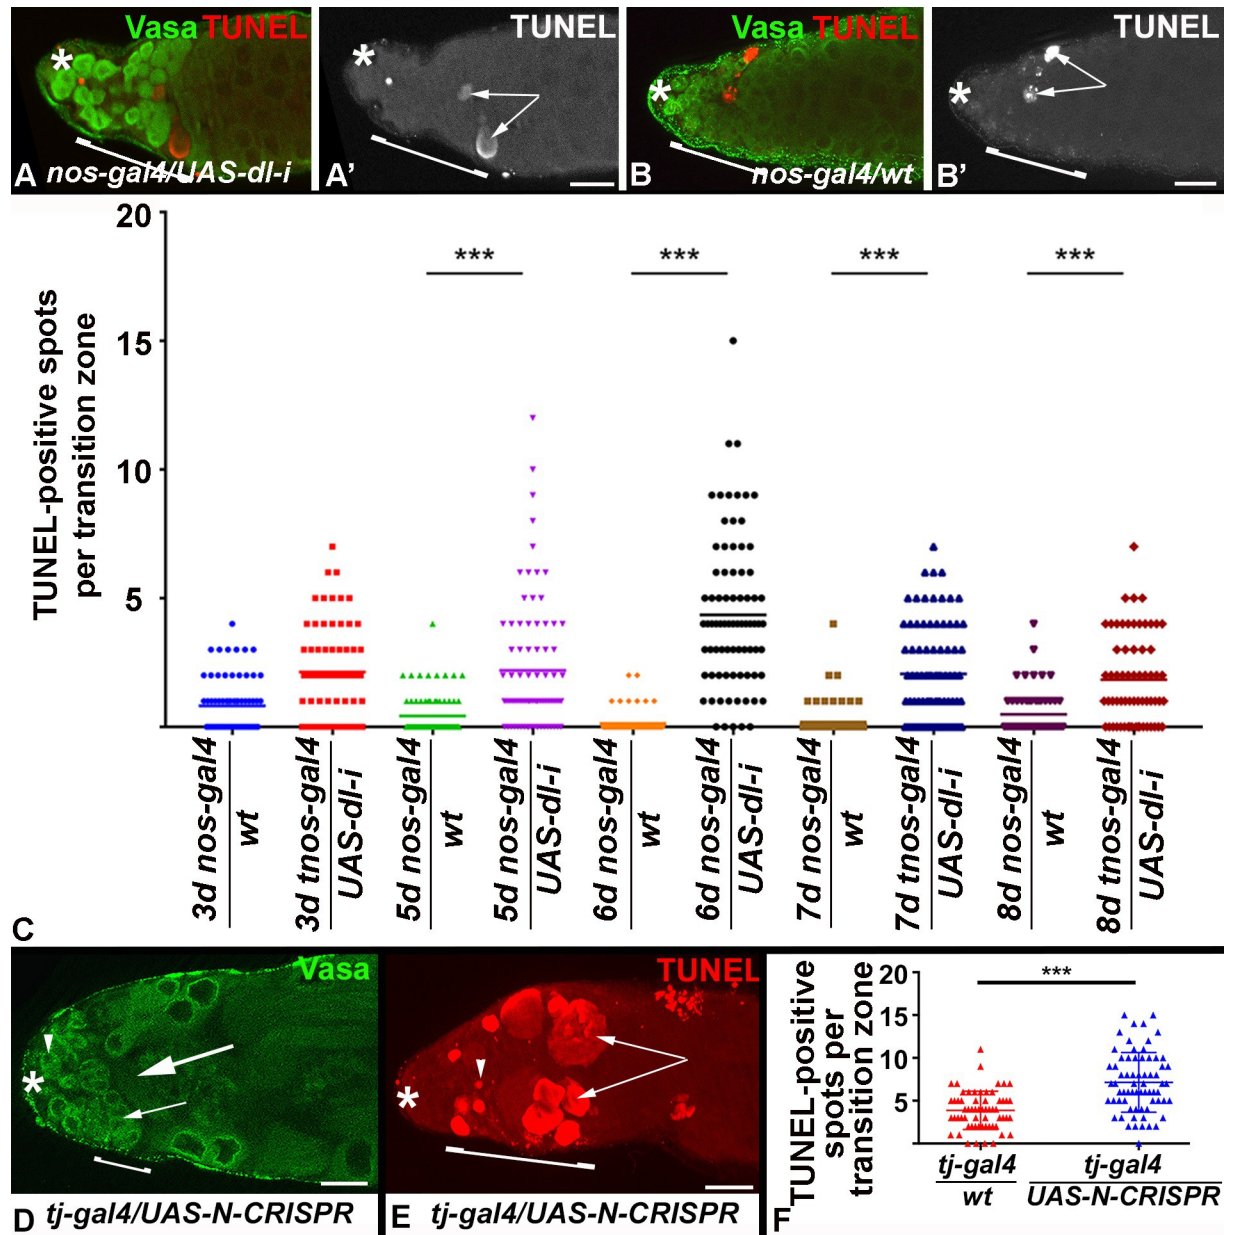 Vasa TUNEL
TUNEL
Vasa TUNEL
TUNEL
*
*
*
*
A nos-gal4/UAS-dl-i
A'
B nos-gal4/wt
B'
TUNEL-positive spots
per transition zone
20
15
10
5
***
***
***
***
3d nos-gal4
wt
3d tnos-gal4
UAS-dl-i
5d nos-gal4
wt
5d nos-gal4
UAS-dl-i
6d nos-gal4
wt
6d nos-gal4
UAS-dl-i
7d nos-gal4
wt
7d tnos-gal4
UAS-dl-i
8d nos-gal4
wt
8d tnos-gal4
UAS-dl-i
C
Vasa
*
D tj-gal4/UAS-N-CRISPR
TUNEL
*
E tj-gal4/UAS-N-CRISPR
TUNEL-positive
spots per
transition zone
20
15
10
5
***
tj-gal4
wt
tj-gal4
UAS-N-CRISPR
F